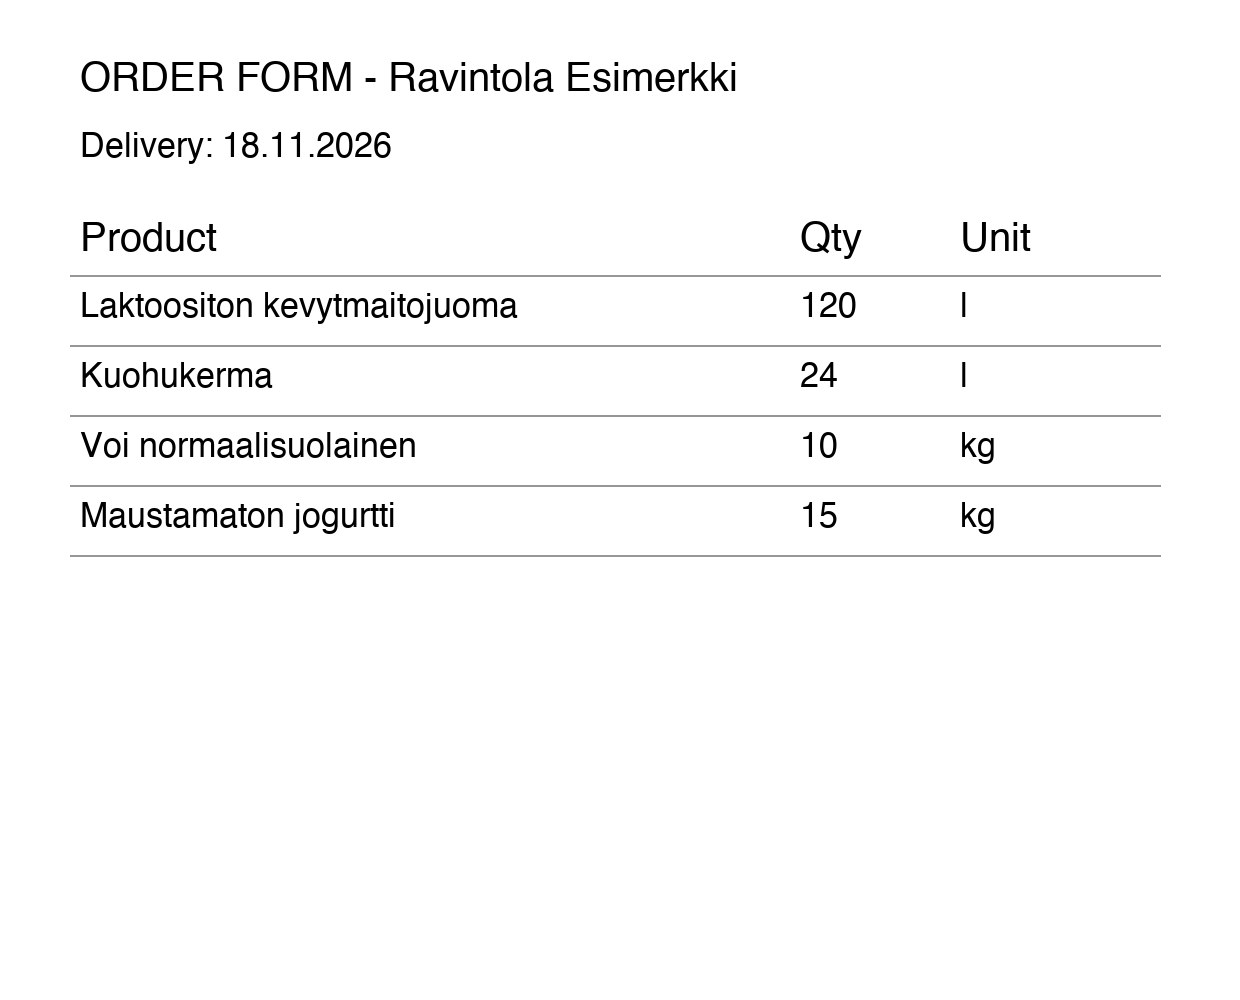 ORDER FORM - Ravintola Esimerkki
Delivery: 18.11.2026
Product Qty Unit
Laktoositon kevytmaitojuoma 120 l
Kuohukerma 24 l
Voi normaalisuolainen 10 kg
Maustamaton jogurtti 15 kg